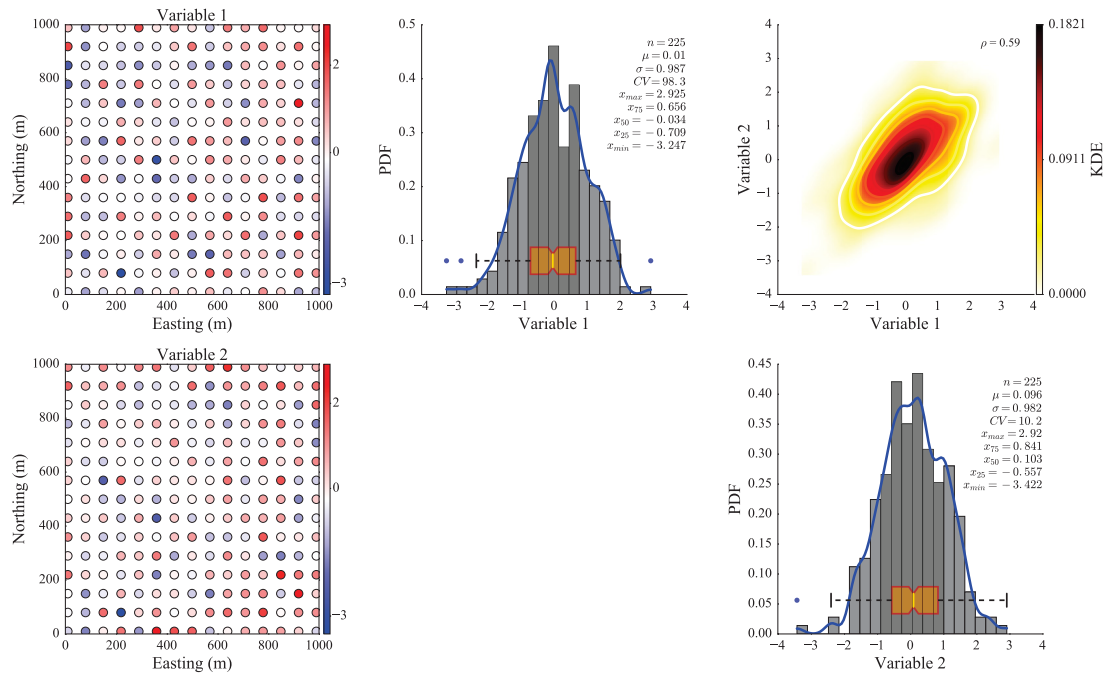 Variable 1
1000
800
600
400
200
0
Northing (m)
0 200 400 600 800 1000
Easting (m)
2
0
−3
0.5
0.4
0.3
0.2
0.1
0.0
PDF
−4 −3 −2 −1 0 1 2 3 4
Variable 1
n = 225
μ = 0.01
σ = 0.987
CV = 98.3
x_max = 2.925
x_75 = 0.656
x_50 = −0.034
x_25 = −0.709
x_min = −3.247
4
3
2
1
0
−1
−2
−3
−4
Variable 2
−4 −3 −2 −1 0 1 2 3 4
Variable 1
ρ = 0.59
0.1821
0.0911
0.0000
KDE
Variable 2
1000
800
600
400
200
0
Northing (m)
0 200 400 600 800 1000
Easting (m)
2
0
−3
0.45
0.40
0.35
0.30
0.25
0.20
0.15
0.10
0.05
0.00
PDF
−4 −3 −2 −1 0 1 2 3 4
Variable 2
n = 225
μ = 0.096
σ = 0.982
CV = 10.2
x_max = 2.92
x_75 = 0.841
x_50 = 0.103
x_25 = −0.557
x_min = −3.422